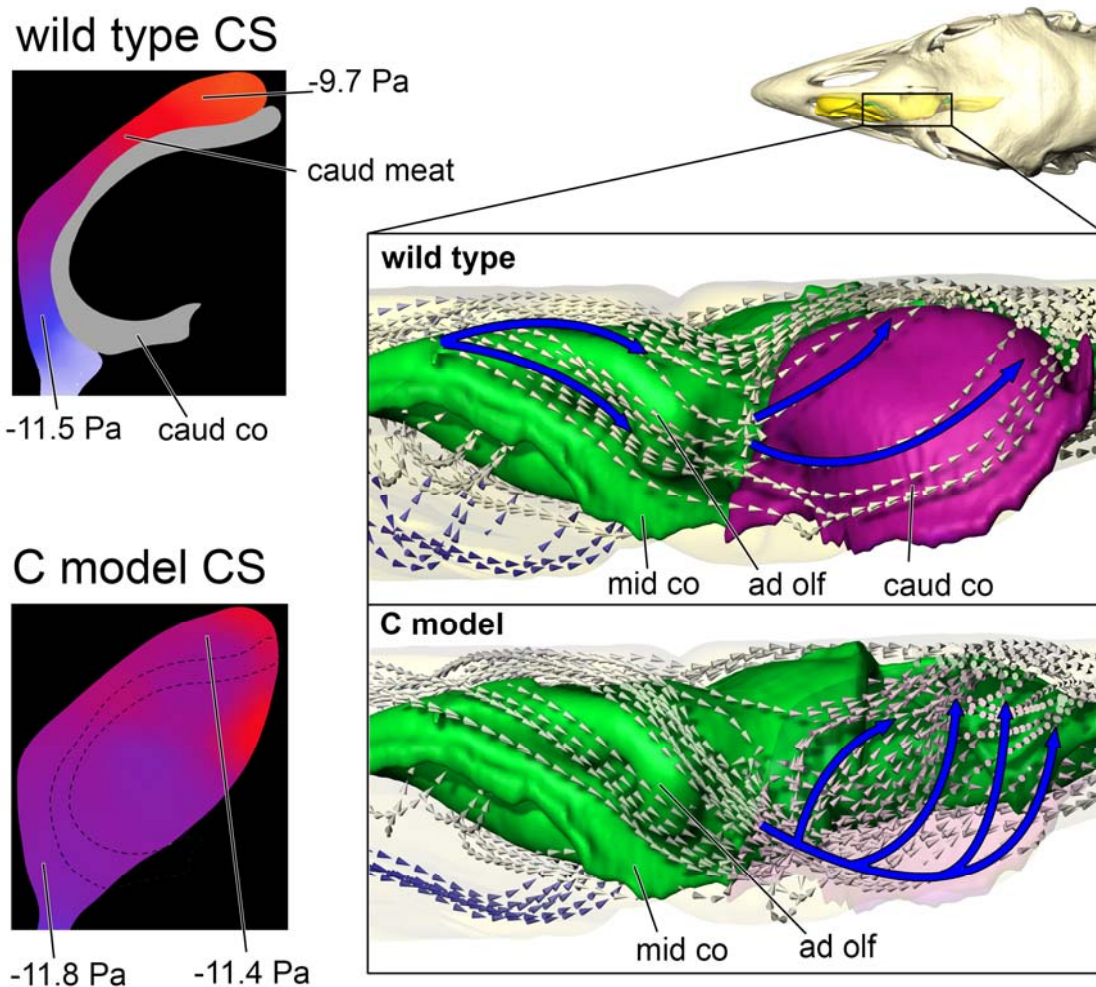 wild type CS
-9.7 Pa
caud meat
-11.5 Pa
caud co
wild type
mid co
ad olf
caud co
C model CS
-11.8 Pa
-11.4 Pa
C model
mid co
ad olf